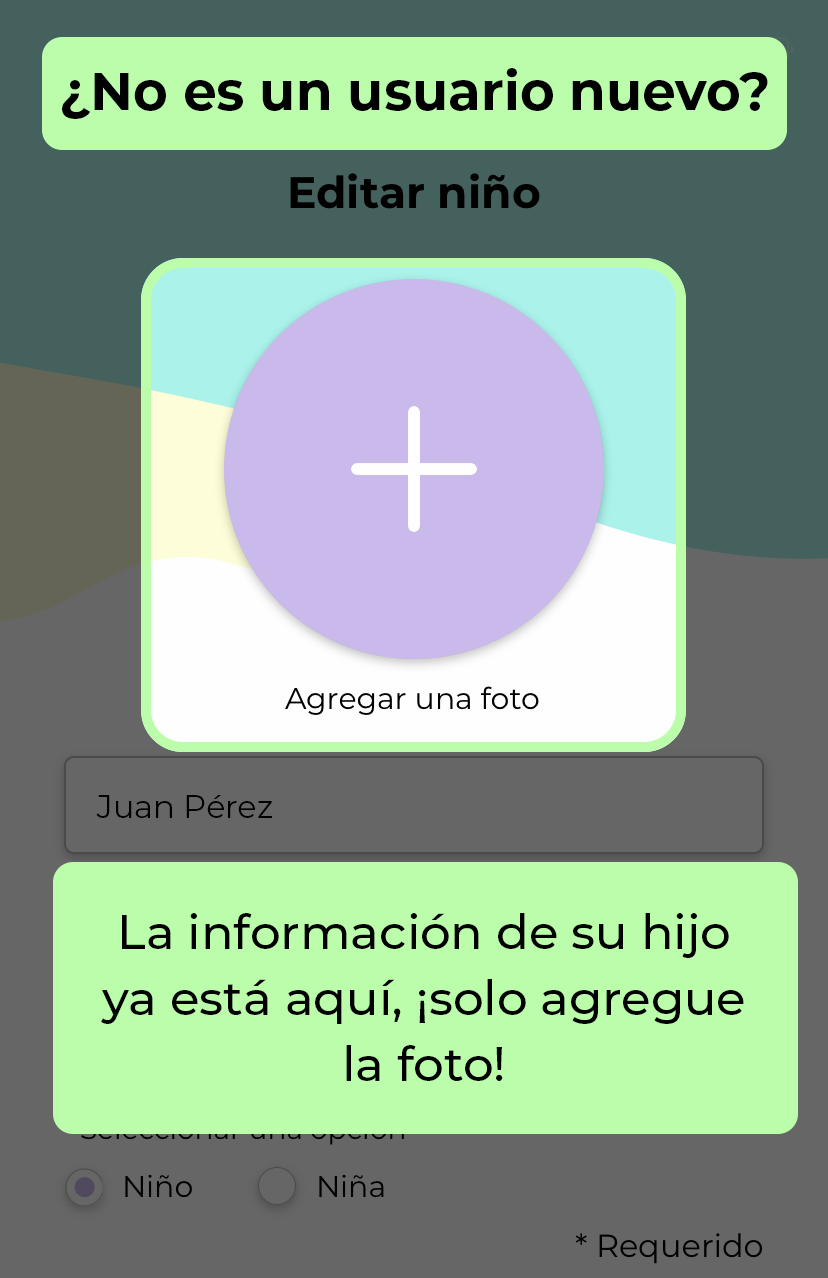 ¿No es un usuario nuevo?
Editar niño
Agregar una foto
Juan Pérez
La información de su hijo
ya está aquí, ¡solo agregue
la foto!
Seleccionar una opción
Niño Niña
* Requerido